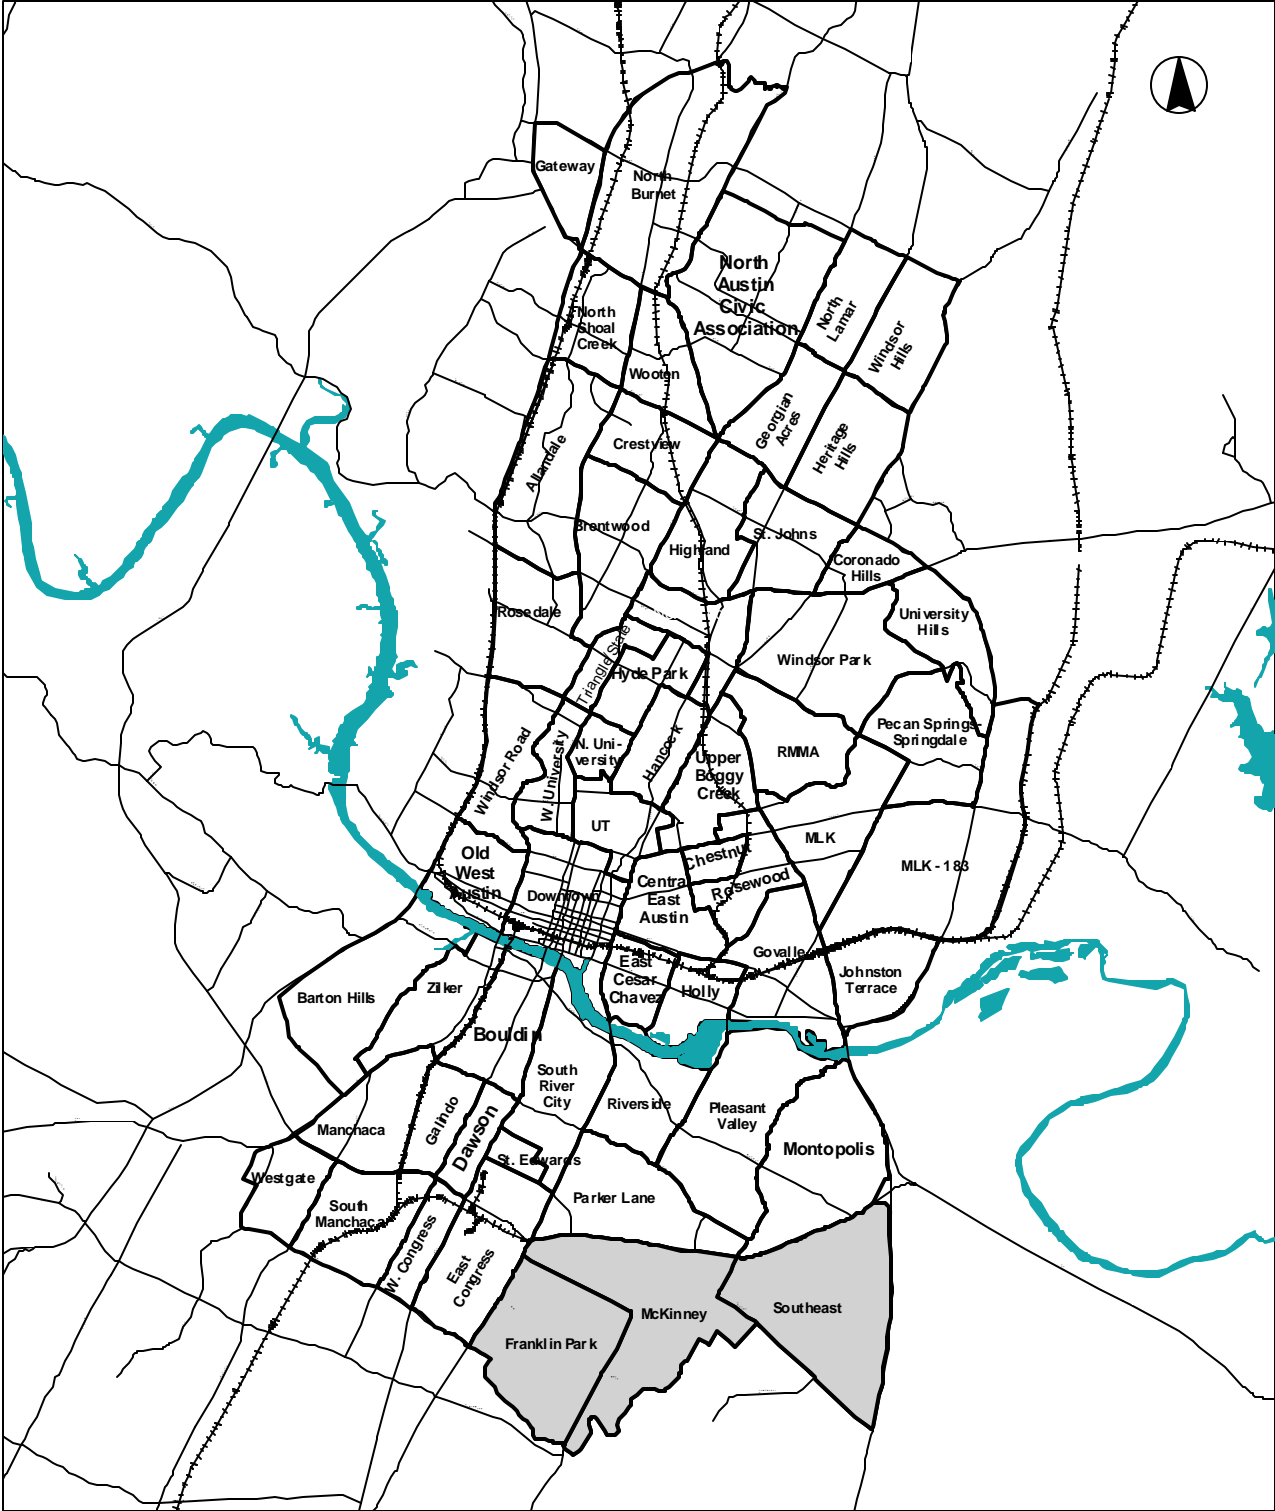 Gateway
North
Burnet
North
Austin
Civic
Association
North
Lamar
Windsor
Hills
North
Shoal
Creek
Wooten
Georgian
Acres
Heritage
Hills
Crestview
Allandale
Brentwood
Highland
St. Johns
Coronado
Hills
Rosedale
University
Hills
Triangle State
Hyde Park
Windsor Park
Pecan Springs-
Springdale
Windsor Road
W. University
N. Uni-
versity
Hancock
Upper
Boggy
Creek
RMMA
UT
MLK
MLK - 183
Old
West
Austin
Chestnut
Rosewood
Downtown
Central
East
Austin
Govalle
Johnston
Terrace
East
Cesar
Chavez
Holly
Barton Hills
Zilker
Bouldin
South
River
City
Riverside
Pleasant
Valley
Montopolis
Manchaca
Galindo
Dawson
St. Edwards
Westgate
South
Manchaca
Parker Lane
W. Congress
East
Congress
McKinney
Southeast
Franklin Park